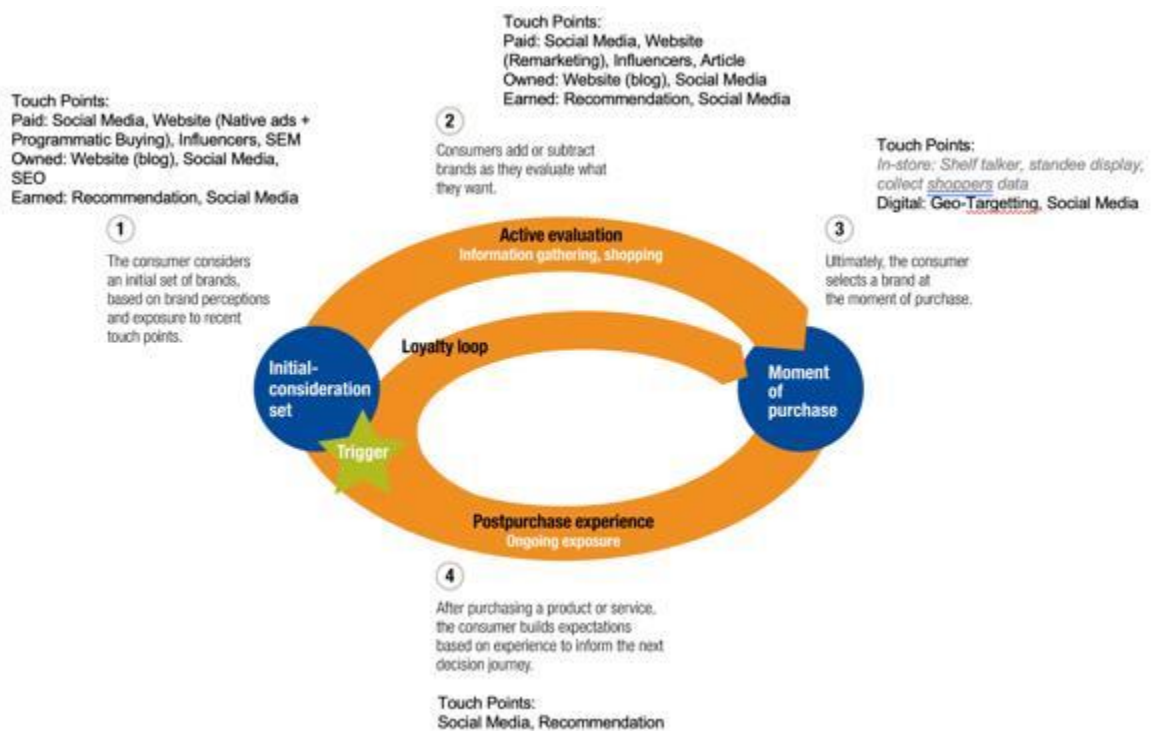 Touch Points:
Paid: Social Media, Website (Native ads +
Programmatic Buying), Influencers, SEM
Owned: Website (blog), Social Media,
SEO
Earned: Recommendation, Social Media
1
The consumer considers
an initial set of brands,
based on brand perceptions
and exposure to recent
touch points.
Touch Points:
Paid: Social Media, Website
(Remarketing), Influencers, Article
Owned: Website (blog), Social Media
Earned: Recommendation, Social Media
2
Consumers add or subtract
brands as they evaluate what
they want.
Touch Points:
In-store: Shelf talker, standee display,
collect shoppers data
Digital: Geo-Targetting, Social Media
3
Ultimately, the consumer
selects a brand at
the moment of purchase.
Active evaluation
Information gathering, shopping
Loyalty loop
Initial-
consideration
set
Trigger
Moment
of
purchase
Postpurchase experience
Ongoing exposure
4
After purchasing a product or service,
the consumer builds expectations
based on experience to inform the next
decision journey.
Touch Points:
Social Media, Recommendation